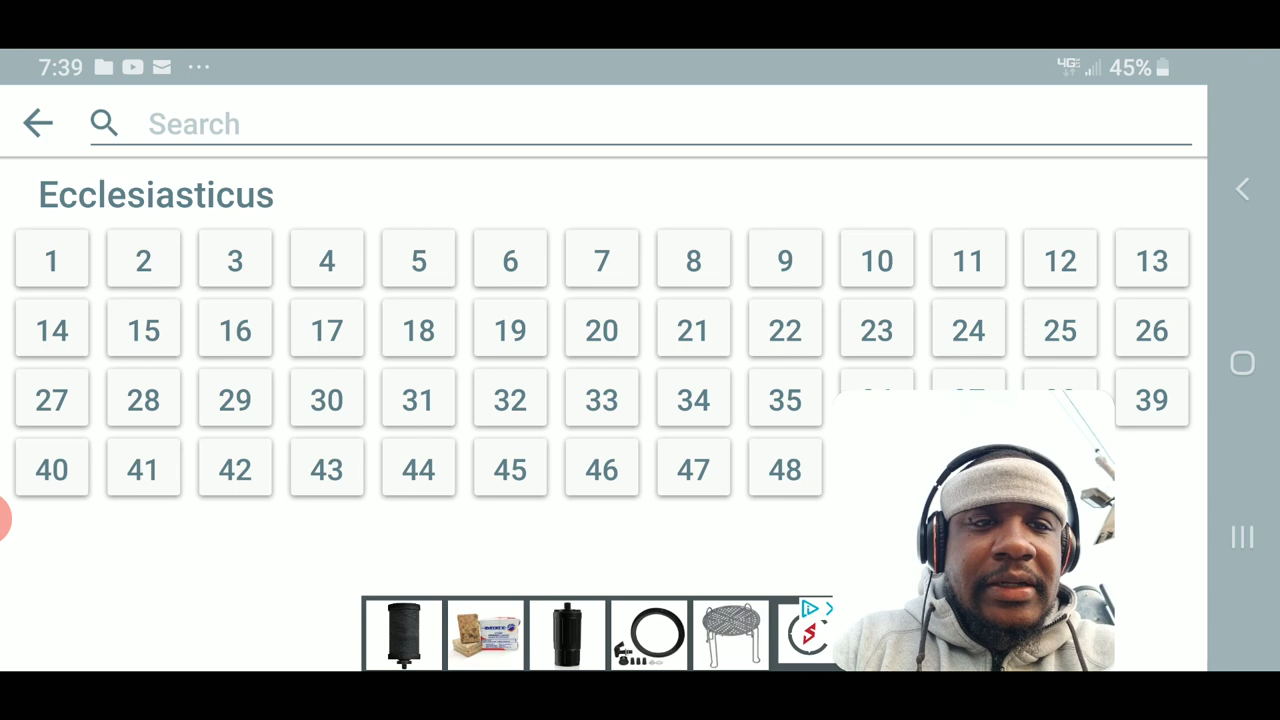 7:39 ··· 4G 45%
Search
Ecclesiasticus
1 2 3 4 5 6 7 8 9 10 11 12 13
14 15 16 17 18 19 20 21 22 23 24 25 26
27 28 29 30 31 32 33 34 35 39
40 41 42 43 44 45 46 47 48